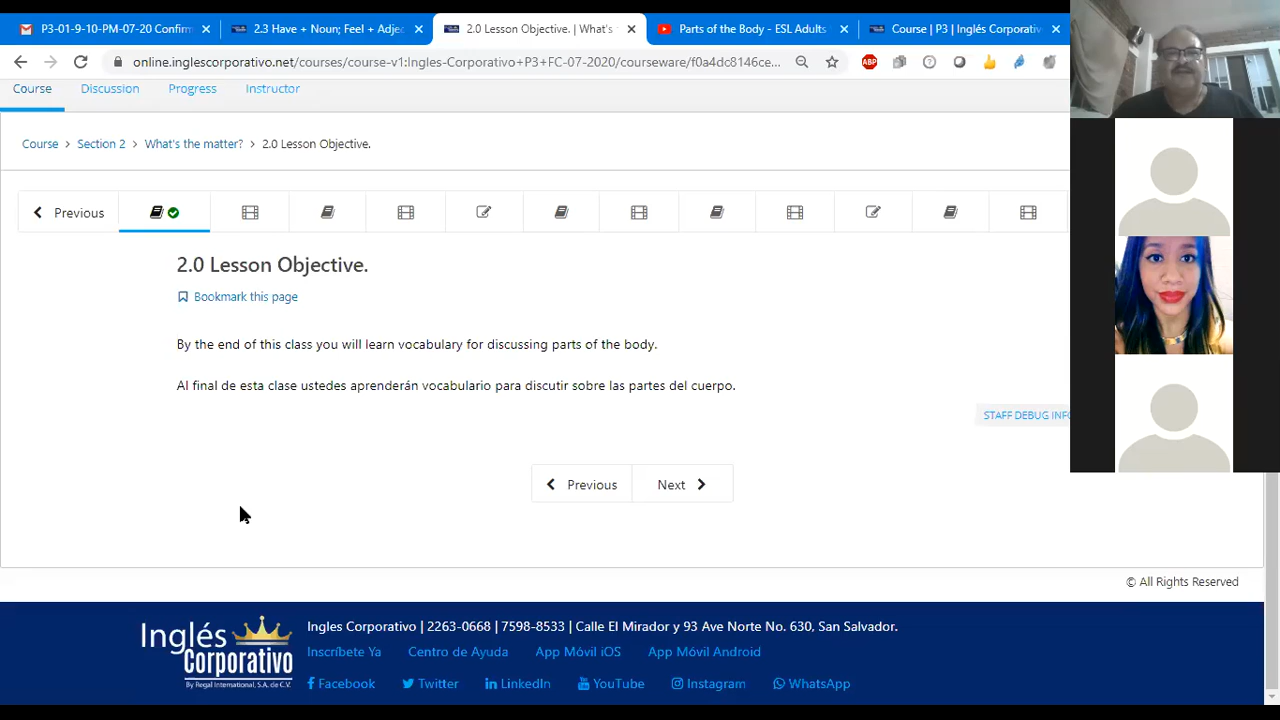 P3-01-9-10-PM-07-20 Confirm
2.3 Have + Noun; Feel + Adje
2.0 Lesson Objective. | What's
Parts of the Body - ESL Adults
Course | P3 | Inglés Corporativ
online.inglescorporativo.net/courses/course-v1:Ingles-Corporativo+P3+FC-07-2020/courseware/f0a4dc8146ce...
ABP
Course
Discussion
Progress
Instructor
Course > Section 2 > What's the matter? > 2.0 Lesson Objective.
Previous
2.0 Lesson Objective.
Bookmark this page
By the end of this class you will learn vocabulary for discussing parts of the body.
Al final de esta clase ustedes aprenderán vocabulario para discutir sobre las partes del cuerpo.
STAFF DEBUG INFO
Previous
Next
© All Rights Reserved
Inglés
Corporativo
By Regal International, S.A. de C.V.
Ingles Corporativo | 2263-0668 | 7598-8533 | Calle El Mirador y 93 Ave Norte No. 630, San Salvador.
Inscríbete Ya
Centro de Ayuda
App Móvil iOS
App Móvil Android
Facebook
Twitter
LinkedIn
YouTube
Instagram
WhatsApp